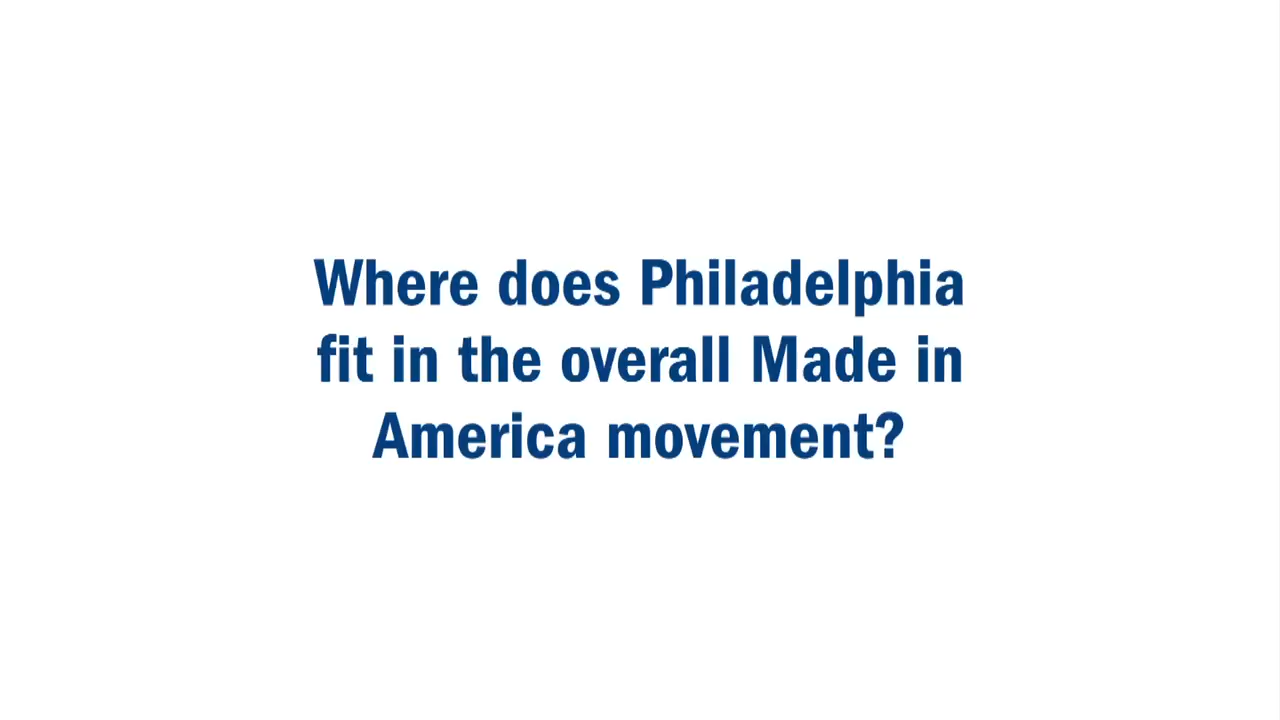 Where does Philadelphia
fit in the overall Made in
America movement?